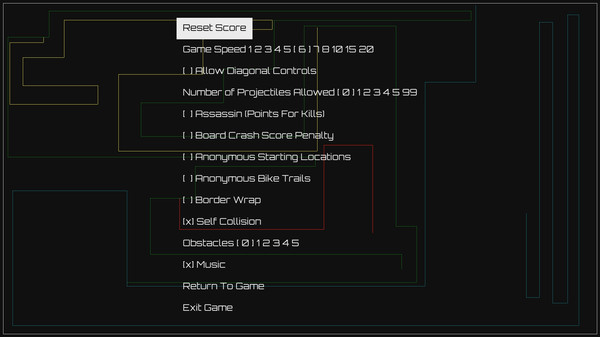 Reset Score
Game Speed 1 2 3 4 5 [ 6 ] 7 8 10 15 20
[ ] Allow Diagonal Controls
Number of Projectiles Allowed [ 0 ] 1 2 3 4 5 99
[ ] Assassin (Points For Kills)
[ ] Board Crash Score Penalty
[ ] Anonymous Starting Locations
[ ] Anonymous Bike Trails
[ ] Border Wrap
[x] Self Collision
Obstacles [ 0 ] 1 2 3 4 5
[x] Music
Return To Game
Exit Game